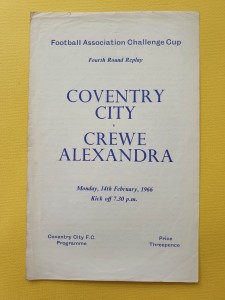 Football Association Challenge Cup
Fourth Round Replay
COVENTRY
CITY
v
CREWE
ALEXANDRA
Monday, 14th February, 1966
Kick off 7.30 p.m.
Coventry City F.C.
Programme
Price
Threepence